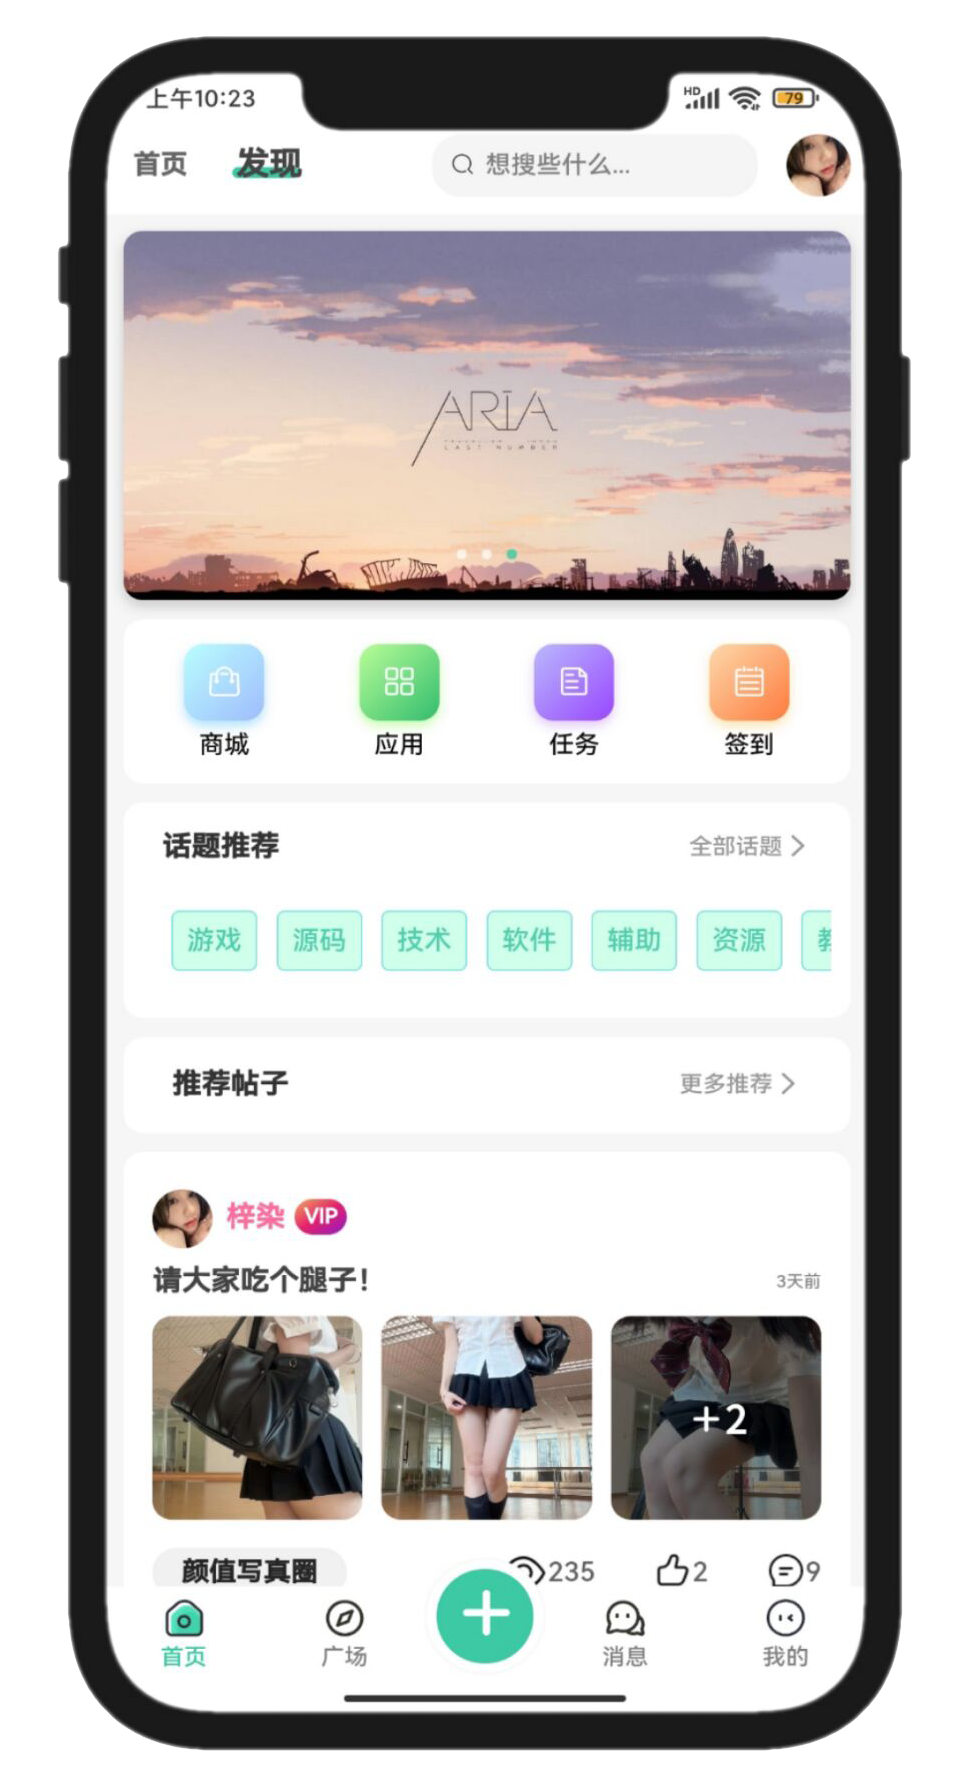 上午10:23
HD
79
首页 发现 想搜些什么...
ARIA
LAST NUMBER
商城 应用 任务 签到
话题推荐 全部话题
游戏 源码 技术 软件 辅助 资源
推荐帖子 更多推荐
梓染 VIP
请大家吃个腿子！
3天前
+2
颜值写真圈 235 2 9
首页 广场 消息 我的